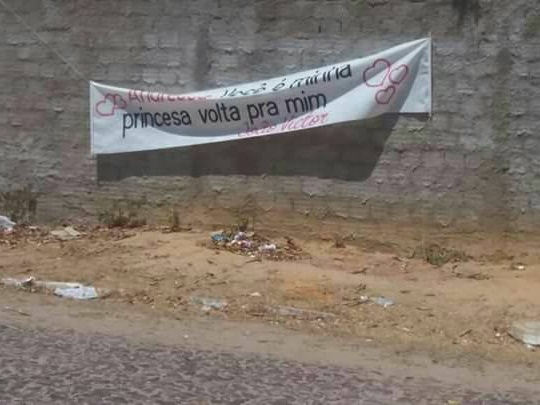 Você é minha
princesa volta pra mim
João Victor